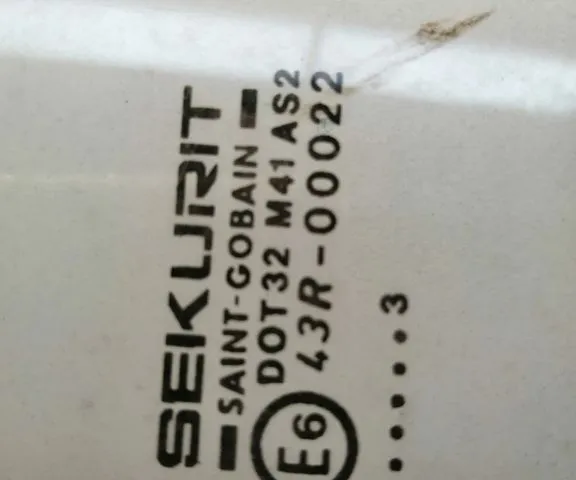 SEKURIT
SAINT-GOBAIN
DOT32 M41 AS2
E6 43R-00022
......3